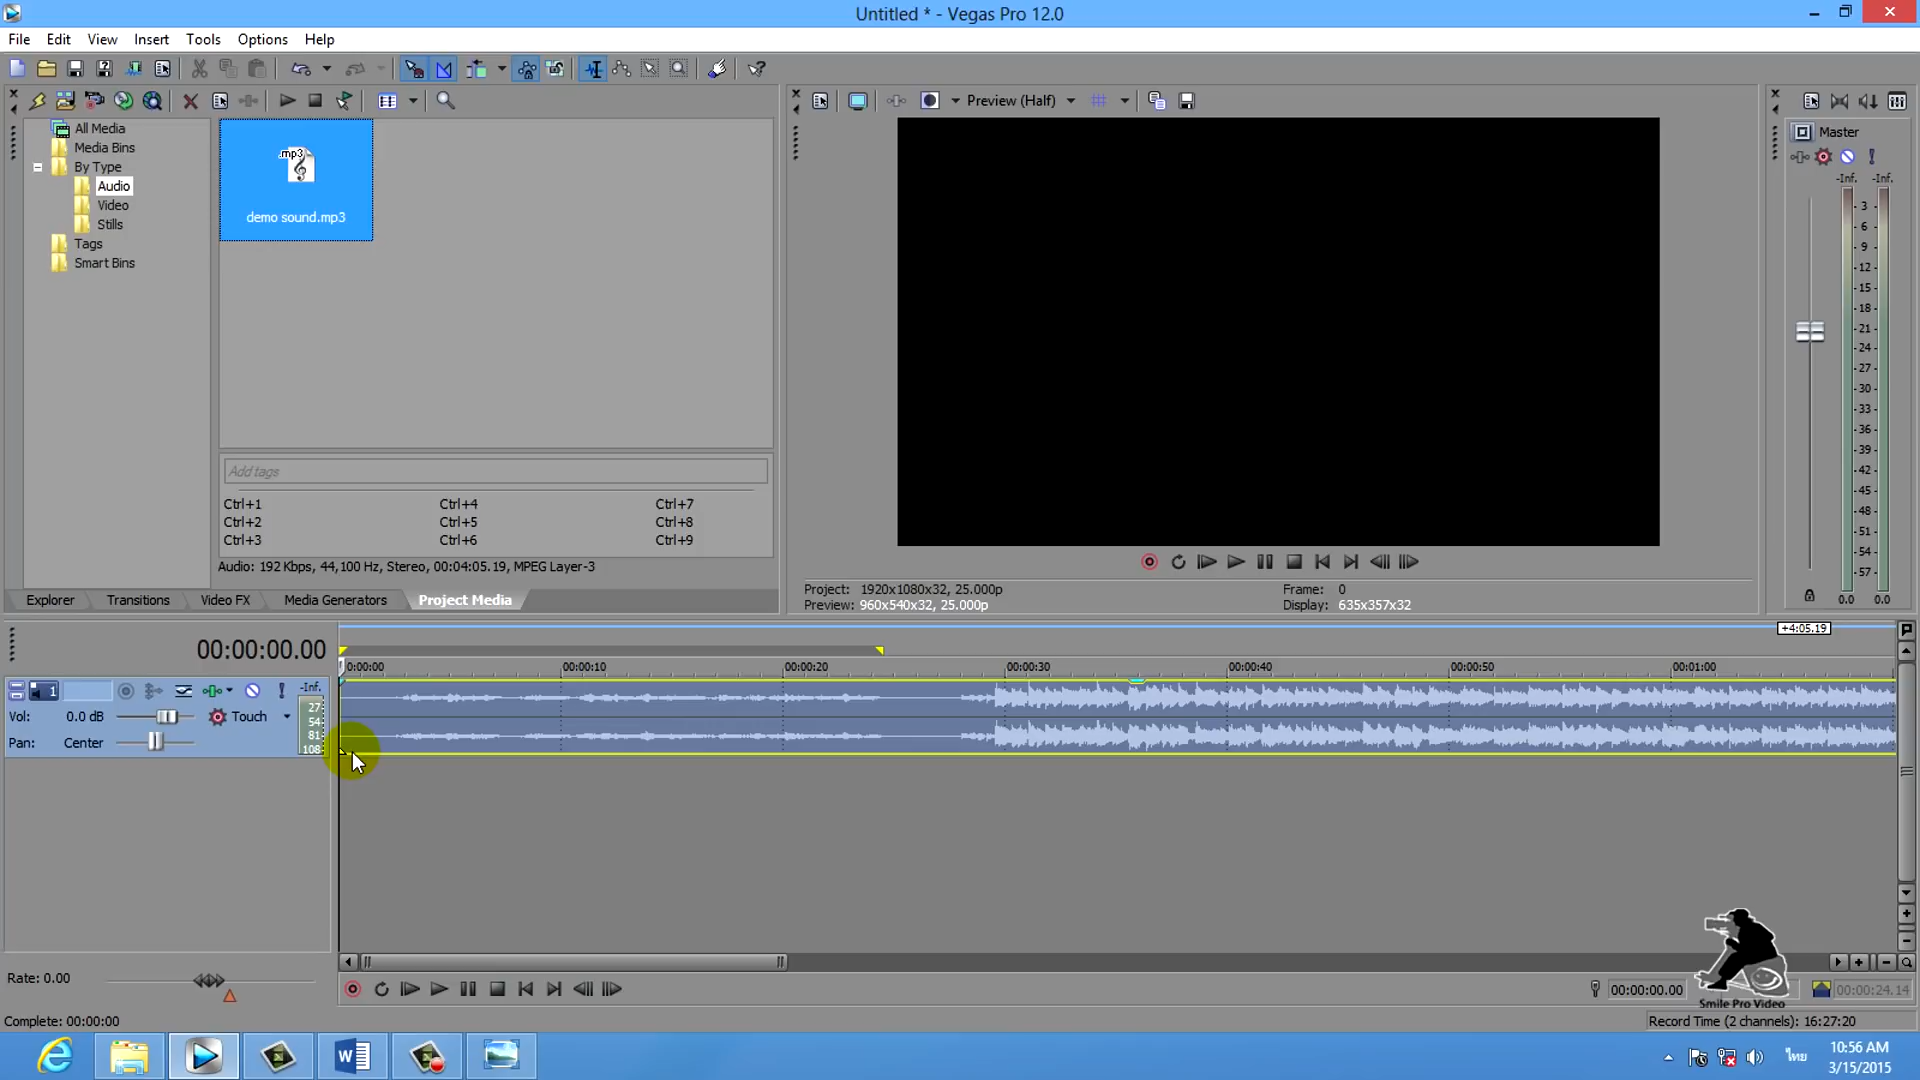 Untitled * - Vegas Pro 12.0
File Edit View Insert Tools Options Help
Preview (Half)
All Media
Media Bins
By Type
Audio
Video
Stills
Tags
Smart Bins
.mp3
demo sound.mp3
Add tags
Ctrl+1 Ctrl+4 Ctrl+7
Ctrl+2 Ctrl+5 Ctrl+8
Ctrl+3 Ctrl+6 Ctrl+9
Audio: 192 Kbps, 44,100 Hz, Stereo, 00:04:05.19, MPEG Layer-3
Explorer Transitions Video FX Media Generators Project Media
Project: 1920x1080x32, 25.000p Frame: 0
Preview: 960x540x32, 25.000p Display: 635x357x32
Master
-Inf. -Inf.
- 3 -
- 6 -
- 9 -
-12-
-15-
-18-
-21-
-24-
-27-
-30-
-33-
-36-
-39-
-42-
-45-
-48-
-51-
-54-
-57-
0.0 0.0
00:00:00.00
+4:05.19
0:00:00 00:00:10 00:00:20 00:00:30 00:00:40 00:00:50 00:01:00
1 -Inf.
Vol: 0.0 dB Touch
Pan: Center
27
54
81
108
Rate: 0.00
00:00:00.00 00:00:24.14
Smile Pro Video
Complete: 00:00:00
Record Time (2 channels): 16:27:20
ไทย
10:56 AM
3/15/2015